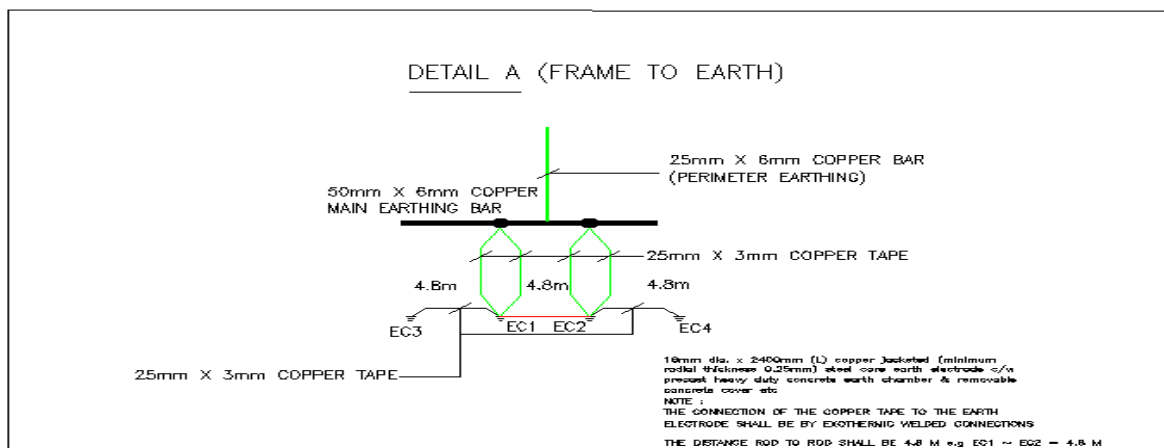 DETAIL A (FRAME TO EARTH)
25mm X 6mm COPPER BAR
(PERIMETER EARTHING)
50mm X 6mm COPPER
MAIN EARTHING BAR
25mm X 3mm COPPER TAPE
4.8m
4.8m
4.8m
EC3
EC1
EC2
EC4
25mm X 3mm COPPER TAPE
16mm dia. x 2400mm (L) copper jacketed (minimum
radial thickness 0.25mm) steel core earth electrode c/w
precast heavy duty concrete earth chamber & removable
concrete cover etc
NOTE :
THE CONNECTION OF THE COPPER TAPE TO THE EARTH
ELECTRODE SHALL BE BY EXOTHERMIC WELDED CONNECTIONS
THE DISTANCE ROD TO ROD SHALL BE 4.8 M e.g EC1 ~ EC2 = 4.8 M